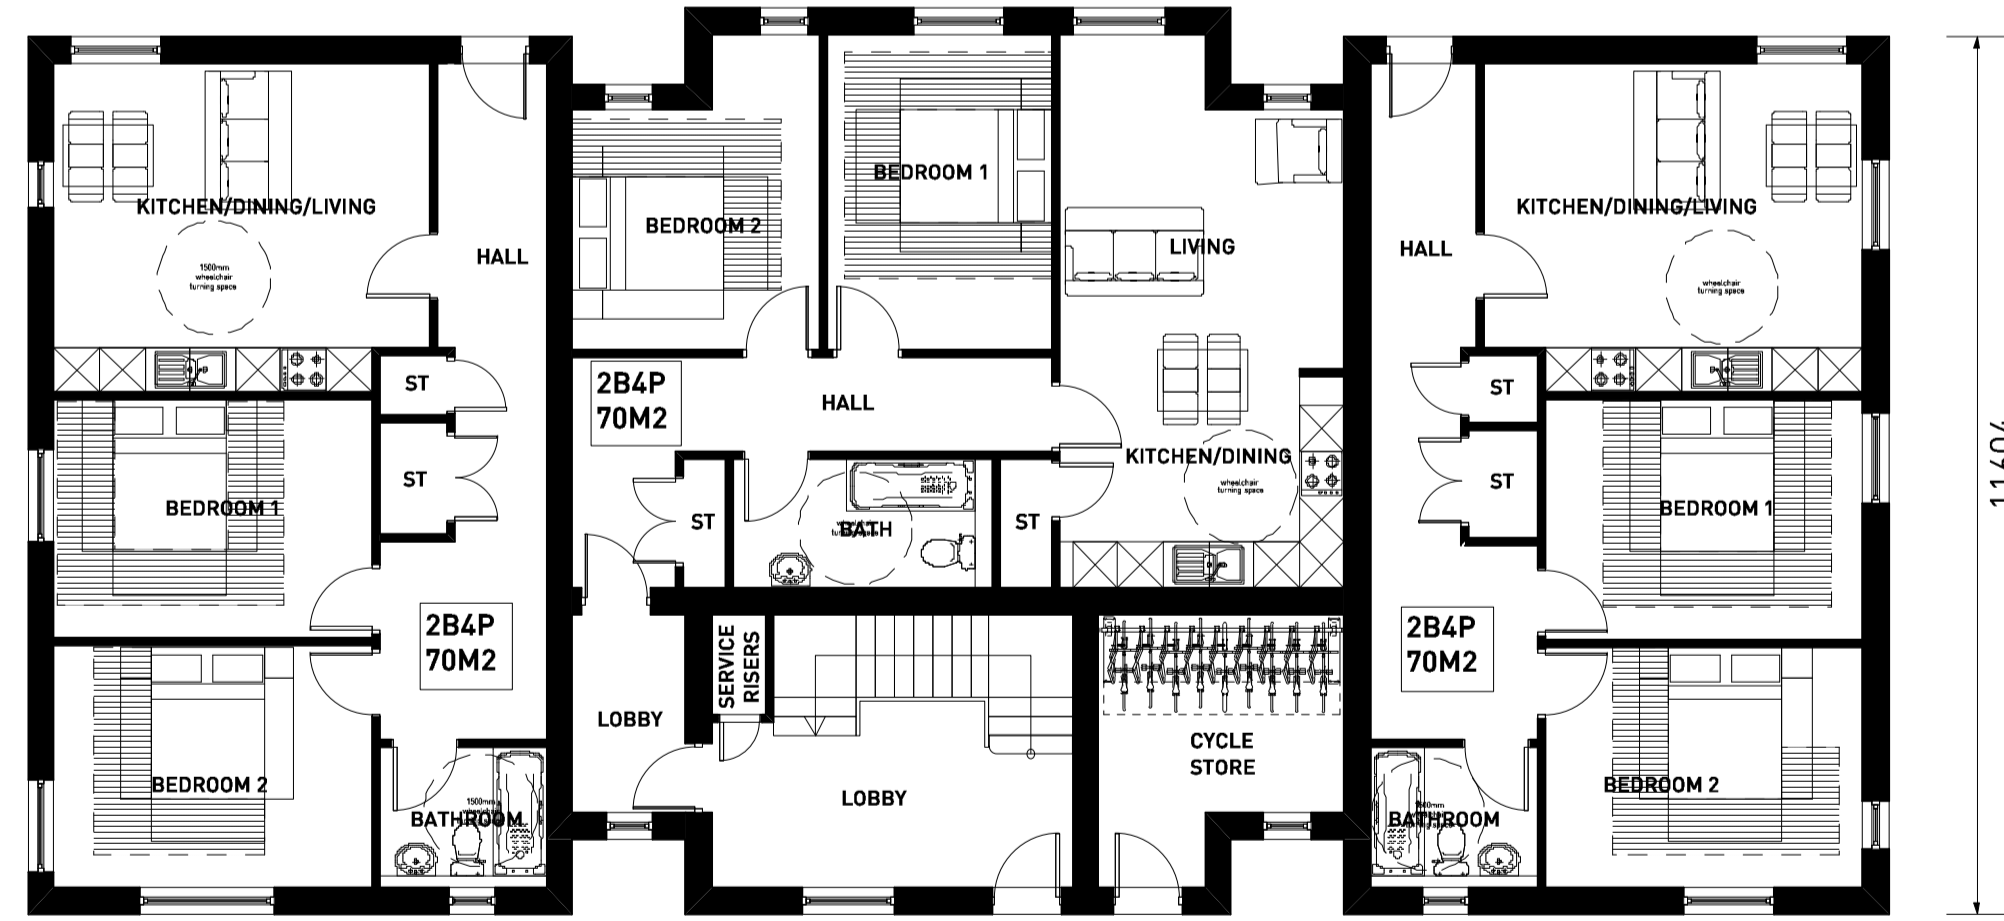 KITCHEN/DINING/LIVING
1500mm
wheelchair
turning space
HALL
ST
ST
BEDROOM 1
2B4P
70M2
BEDROOM 2
1500mm
BATHROOM
BEDROOM 2
BEDROOM 1
LIVING
2B4P
70M2
HALL
KITCHEN/DINING
wheelchair
turning space
ST
BATH
ST
LOBBY
SERVICE
RISERS
LOBBY
CYCLE
STORE
KITCHEN/DINING/LIVING
wheelchair
turning space
HALL
ST
ST
BEDROOM 1
2B4P
70M2
BEDROOM 2
BATHROOM